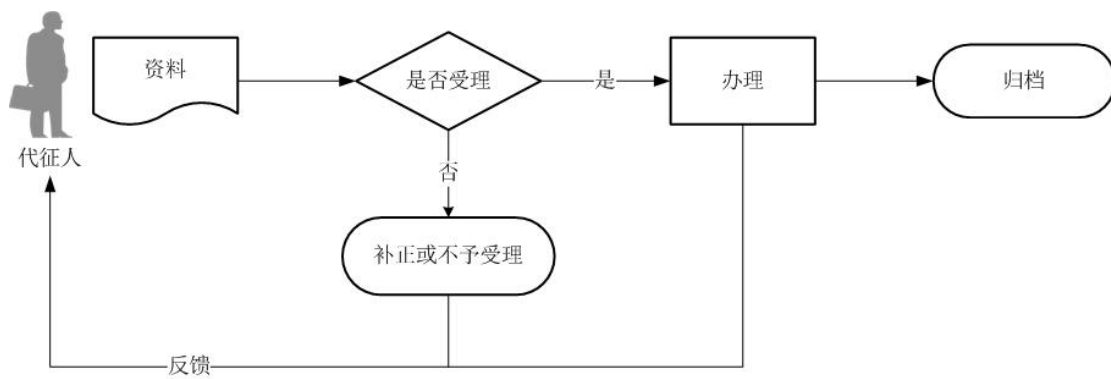 资料
是否受理
是
办理
归档
代征人
否
补正或不予受理
反馈